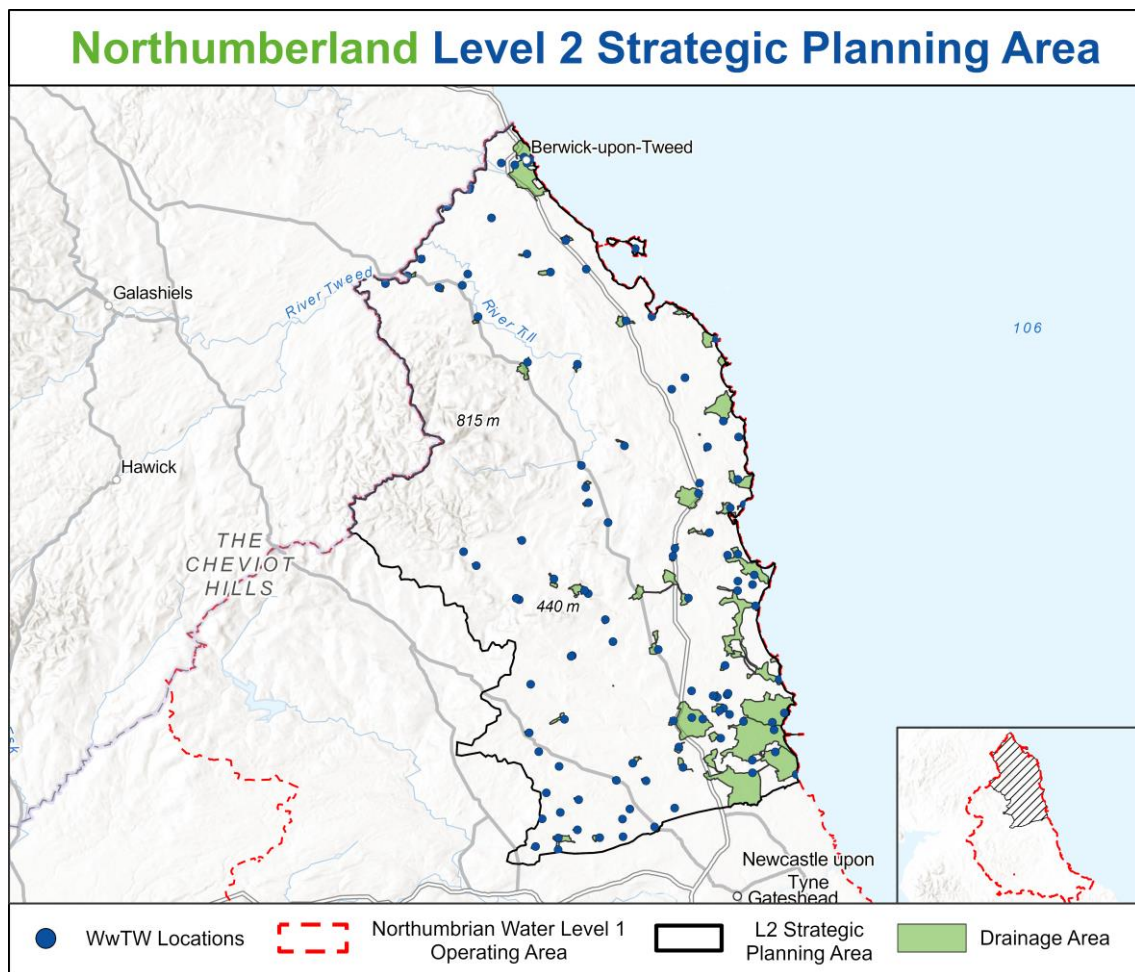 Northumberland Level 2 Strategic Planning Area
Berwick-upon-Tweed
Galashiels
River Tweed
River Till
106
815 m
Hawick
THE
CHEVIOT
HILLS
440 m
Newcastle upon
Tyne
Gateshead
WwTW Locations
Northumbrian Water Level 1
Operating Area
L2 Strategic
Planning Area
Drainage Area